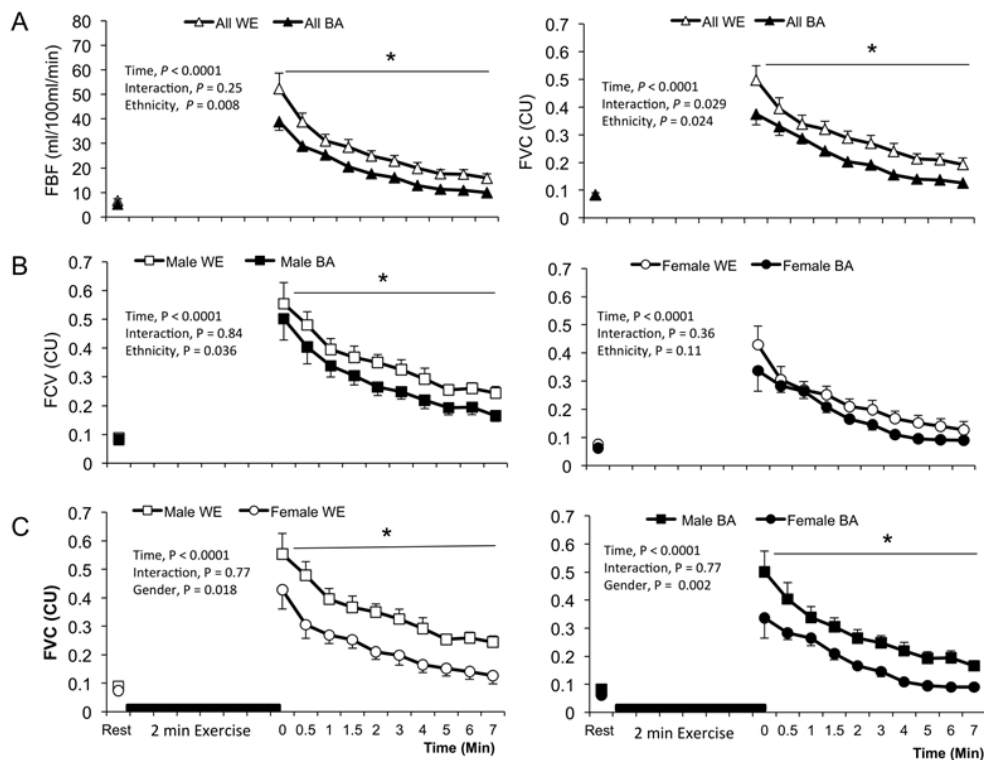 A
All WE All BA
FBF (ml/100ml/min)
80
70
60
50
40
30
20
10
0
Time, P < 0.0001
Interaction, P = 0.25
Ethnicity, P = 0.008
*
All WE All BA
FVC (CU)
0.7
0.6
0.5
0.4
0.3
0.2
0.1
0
Time, P < 0.0001
Interaction, P = 0.029
Ethnicity, P = 0.024
*
B
Male WE Male BA
FCV (CU)
0.7
0.6
0.5
0.4
0.3
0.2
0.1
0
Time, P < 0.0001
Interaction, P = 0.84
Ethnicity, P = 0.036
*
Female WE Female BA
0.7
0.6
0.5
0.4
0.3
0.2
0.1
0
Time, P < 0.0001
Interaction, P = 0.36
Ethnicity, P = 0.11
C
Male WE Female WE
FVC (CU)
0.7
0.6
0.5
0.4
0.3
0.2
0.1
0
Time, P < 0.0001
Interaction, P = 0.77
Gender, P = 0.018
*
Rest 2 min Exercise 0 0.5 1 1.5 2 3 4 5 6 7
Time (Min)
Male BA Female BA
0.7
0.6
0.5
0.4
0.3
0.2
0.1
0
Time, P < 0.0001
Interaction, P = 0.77
Gender, P = 0.002
*
Rest 2 min Exercise 0 0.5 1 1.5 2 3 4 5 6 7
Time (Min)